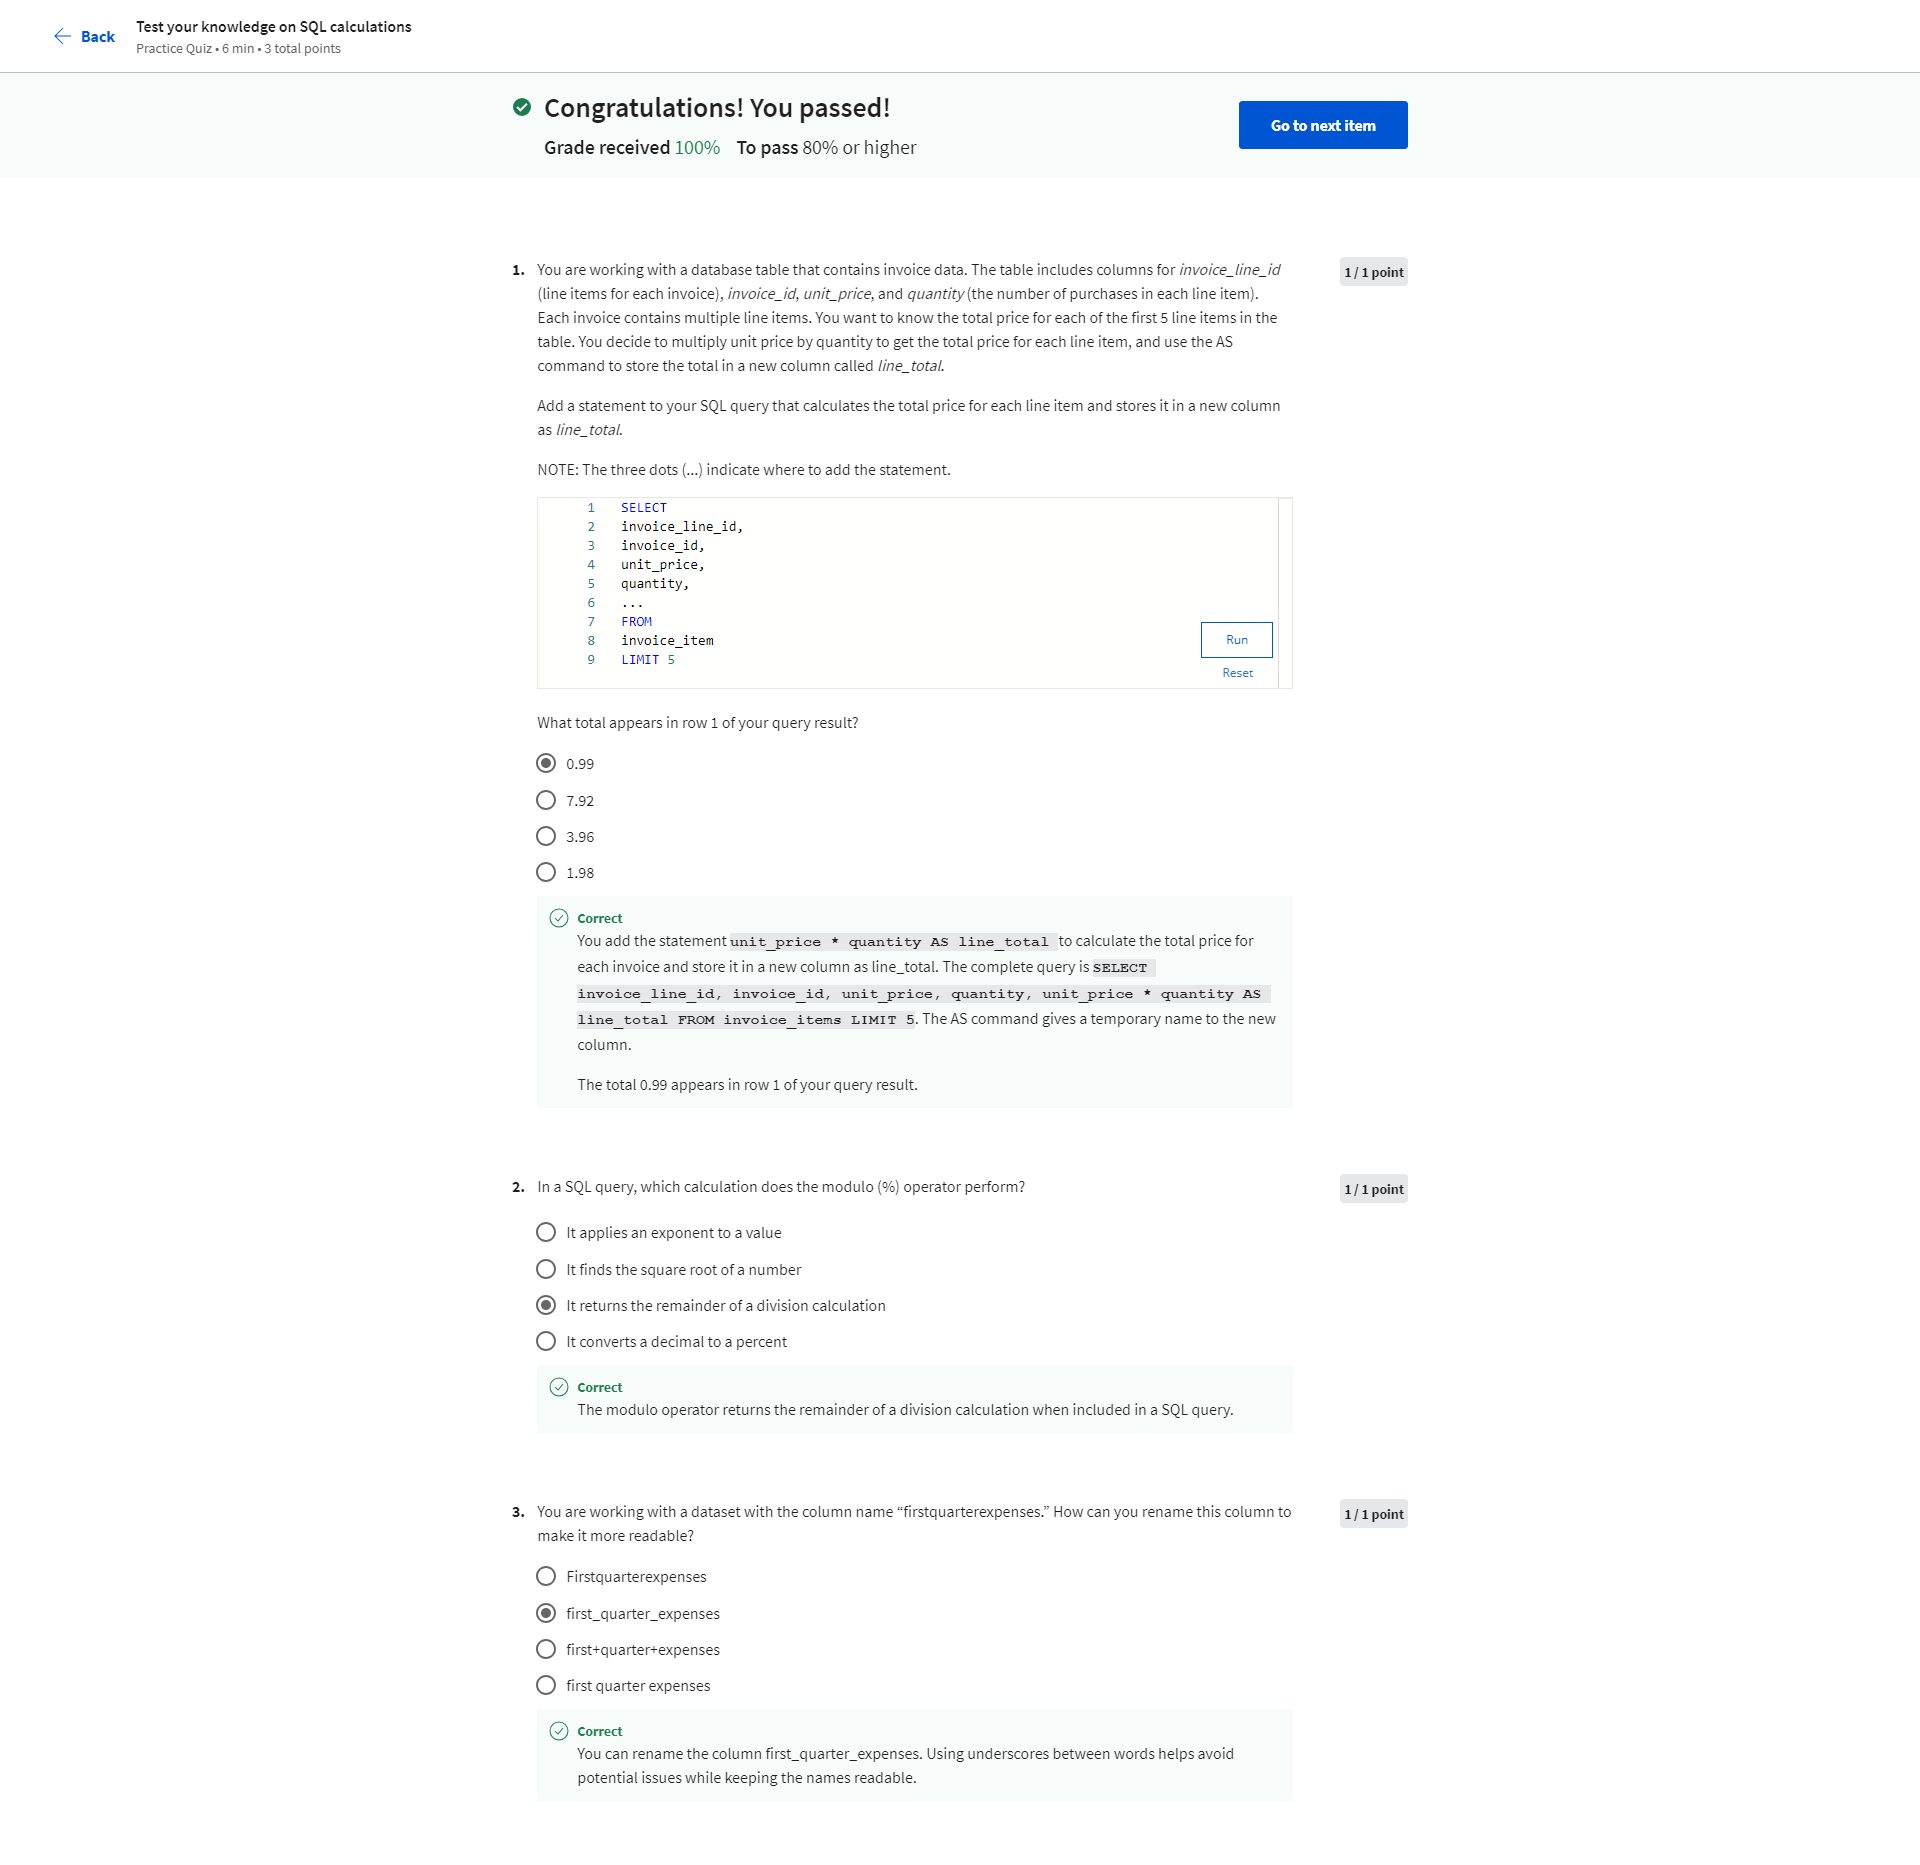 Back
Test your knowledge on SQL calculations
Practice Quiz • 6 min • 3 total points
Congratulations! You passed!
Grade received 100% To pass 80% or higher
Go to next item
1. You are working with a database table that contains invoice data. The table includes columns for invoice_line_id
(line items for each invoice), invoice_id, unit_price, and quantity (the number of purchases in each line item).
Each invoice contains multiple line items. You want to know the total price for each of the first 5 line items in the
table. You decide to multiply unit price by quantity to get the total price for each line item, and use the AS
command to store the total in a new column called line_total.
1 / 1 point
Add a statement to your SQL query that calculates the total price for each line item and stores it in a new column
as line_total.
NOTE: The three dots (...) indicate where to add the statement.
1 SELECT
2 invoice_line_id,
3 invoice_id,
4 unit_price,
5 quantity,
6 ...
7 FROM
8 invoice_item
9 LIMIT 5
Run
Reset
What total appears in row 1 of your query result?
0.99
7.92
3.96
1.98
Correct
You add the statement unit_price * quantity AS line_total to calculate the total price for
each invoice and store it in a new column as line_total. The complete query is SELECT
invoice_line_id, invoice_id, unit_price, quantity, unit_price * quantity AS
line_total FROM invoice_items LIMIT 5. The AS command gives a temporary name to the new
column.
The total 0.99 appears in row 1 of your query result.
2. In a SQL query, which calculation does the modulo (%) operator perform?
1 / 1 point
It applies an exponent to a value
It finds the square root of a number
It returns the remainder of a division calculation
It converts a decimal to a percent
Correct
The modulo operator returns the remainder of a division calculation when included in a SQL query.
3. You are working with a dataset with the column name “firstquarterexpenses.” How can you rename this column to
make it more readable?
1 / 1 point
Firstquarterexpenses
first_quarter_expenses
first+quarter+expenses
first quarter expenses
Correct
You can rename the column first_quarter_expenses. Using underscores between words helps avoid
potential issues while keeping the names readable.